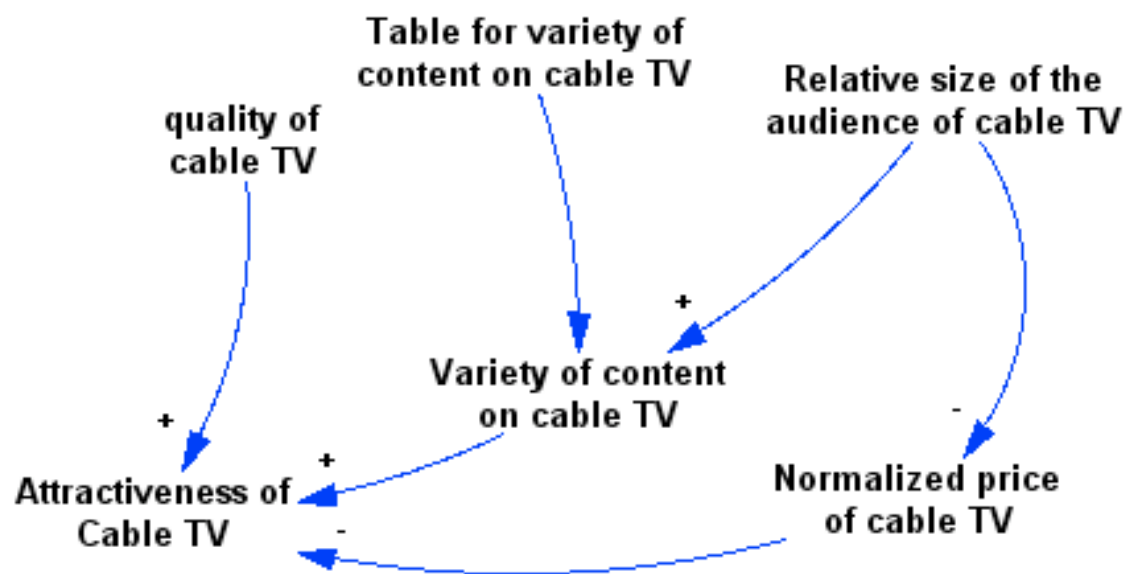 Table for variety of
content on cable TV
Relative size of the
audience of cable TV
quality of
cable TV
+
Variety of content
on cable TV
+
+
-
Attractiveness of
Cable TV
-
Normalized price
of cable TV